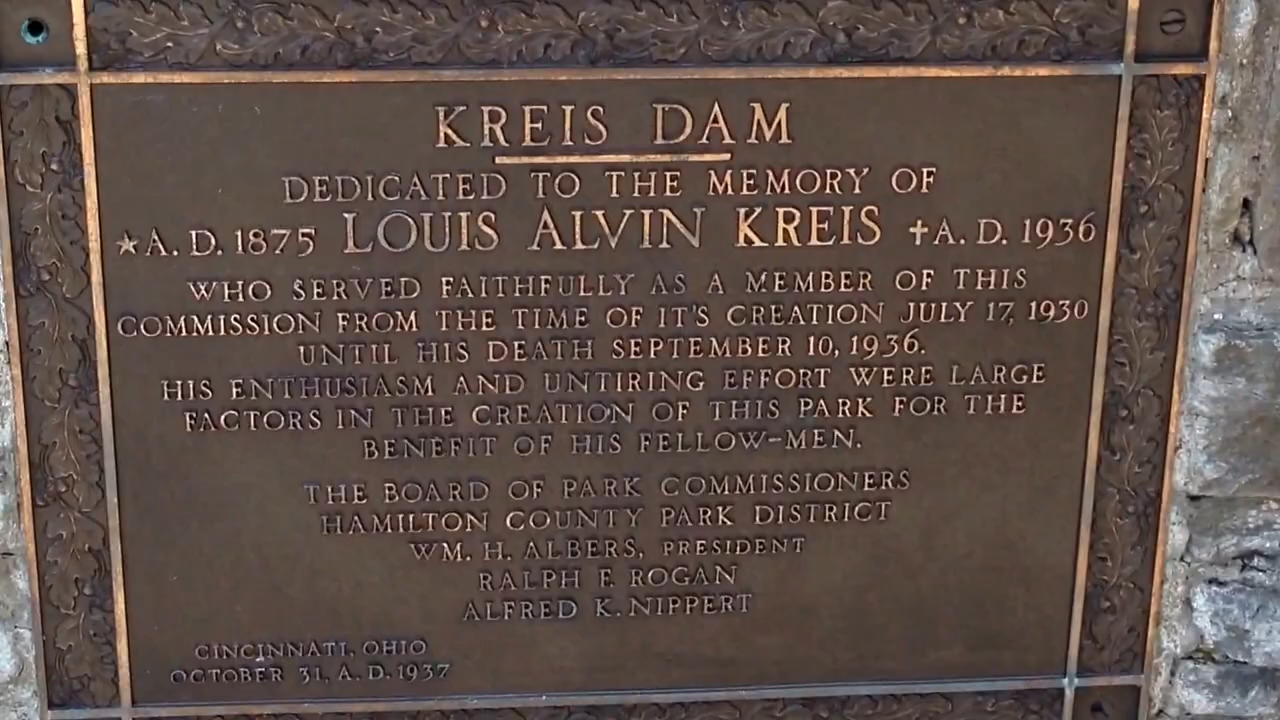 KREIS DAM
DEDICATED TO THE MEMORY OF
★A. D. 1875 LOUIS ALVIN KREIS ✝A. D. 1936
WHO SERVED FAITHFULLY AS A MEMBER OF THIS
COMMISSION FROM THE TIME OF IT'S CREATION JULY 17, 1930
UNTIL HIS DEATH SEPTEMBER 10, 1936.
HIS ENTHUSIASM AND UNTIRING EFFORT WERE LARGE
FACTORS IN THE CREATION OF THIS PARK FOR THE
BENEFIT OF HIS FELLOW-MEN.
THE BOARD OF PARK COMMISSIONERS
HAMILTON COUNTY PARK DISTRICT
WM. H. ALBERS, PRESIDENT
RALPH F. ROGAN
ALFRED K. NIPPERT
CINCINNATI, OHIO
OCTOBER 31, A. D. 1937